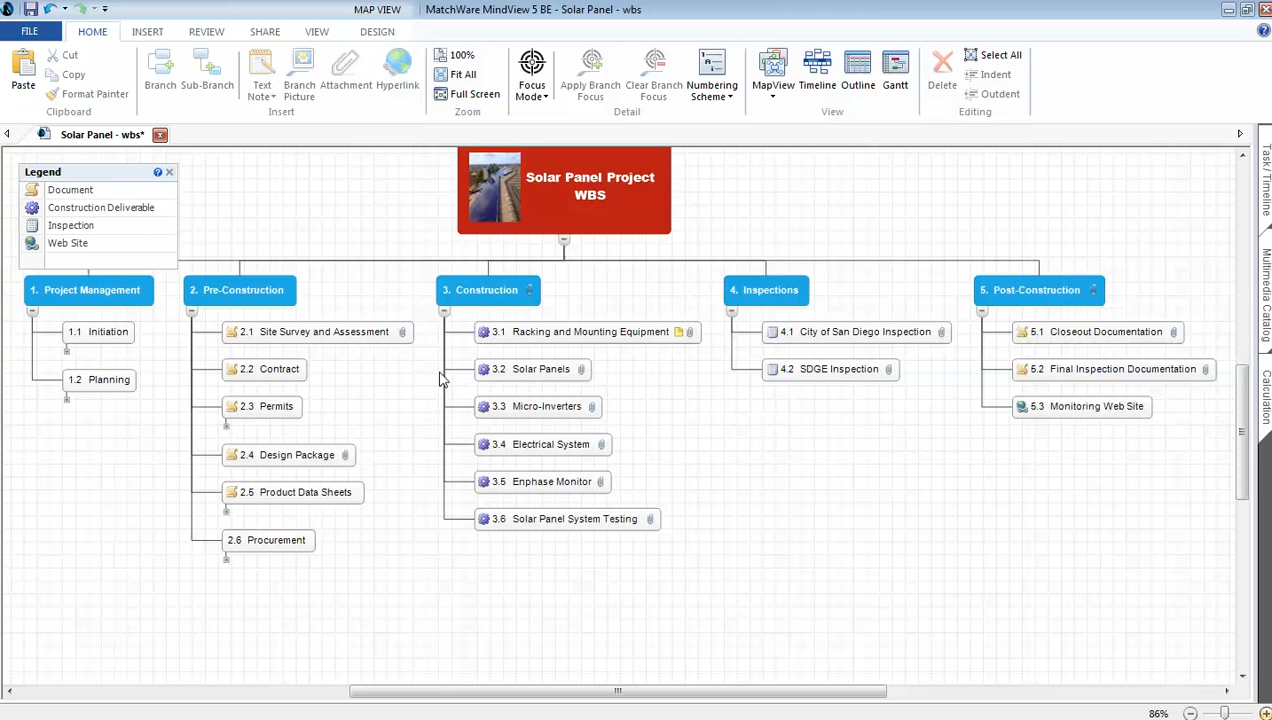 MAP VIEW
MatchWare MindView 5 BE - Solar Panel - wbs
FILE
HOME
INSERT
REVIEW
SHARE
VIEW
DESIGN
Paste
Cut
Copy
Format Painter
Clipboard
Branch
Sub-Branch
Text
Note
Branch
Picture
Attachment
Hyperlink
Insert
100%
Fit All
Full Screen
Zoom
Focus
Mode
Apply Branch
Focus
Clear Branch
Focus
Numbering
Scheme
Detail
MapView
Timeline
Outline
Gantt
View
Delete
Select All
Indent
Outdent
Editing
Solar Panel - wbs*
Legend
Document
Construction Deliverable
Inspection
Web Site
Solar Panel Project
WBS
1. Project Management
1.1 Initiation
1.2 Planning
2. Pre-Construction
2.1 Site Survey and Assessment
2.2 Contract
2.3 Permits
2.4 Design Package
2.5 Product Data Sheets
2.6 Procurement
3. Construction
3.1 Racking and Mounting Equipment
3.2 Solar Panels
3.3 Micro-Inverters
3.4 Electrical System
3.5 Enphase Monitor
3.6 Solar Panel System Testing
4. Inspections
4.1 City of San Diego Inspection
4.2 SDGE Inspection
5. Post-Construction
5.1 Closeout Documentation
5.2 Final Inspection Documentation
5.3 Monitoring Web Site
Task / Timeline
Multimedia Catalog
Calculation
86%